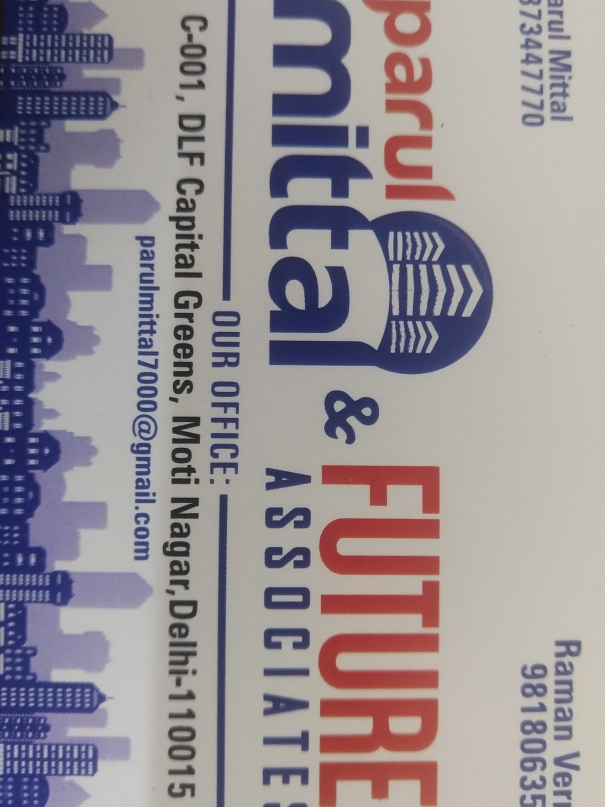 arul Mittal
873447770
Raman Ver
98180635
parul
mittal & FUTURE
ASSOCIATES
OUR OFFICE:
C-001, DLF Capital Greens, Moti Nagar, Delhi-110015
parulmittal7000@gmail.com